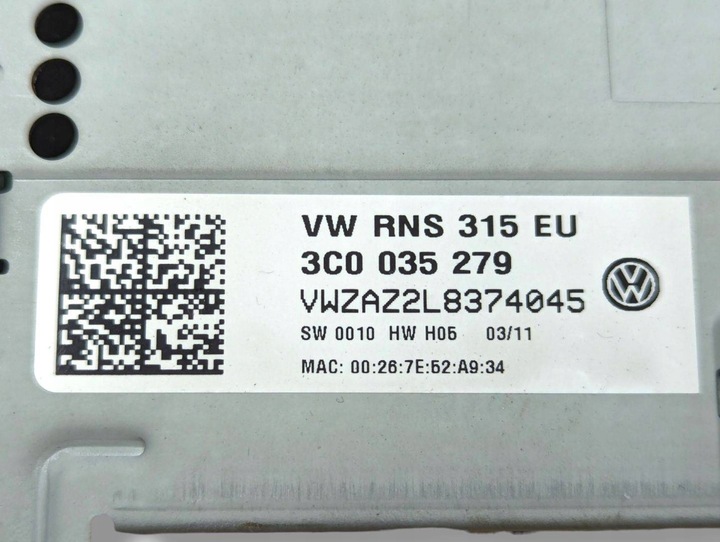 VW RNS 315 EU
3C0 035 279
VWZAZ2L8374045
SW 0010 HW H05 03/11
MAC: 00:26:7E:52:A9:34